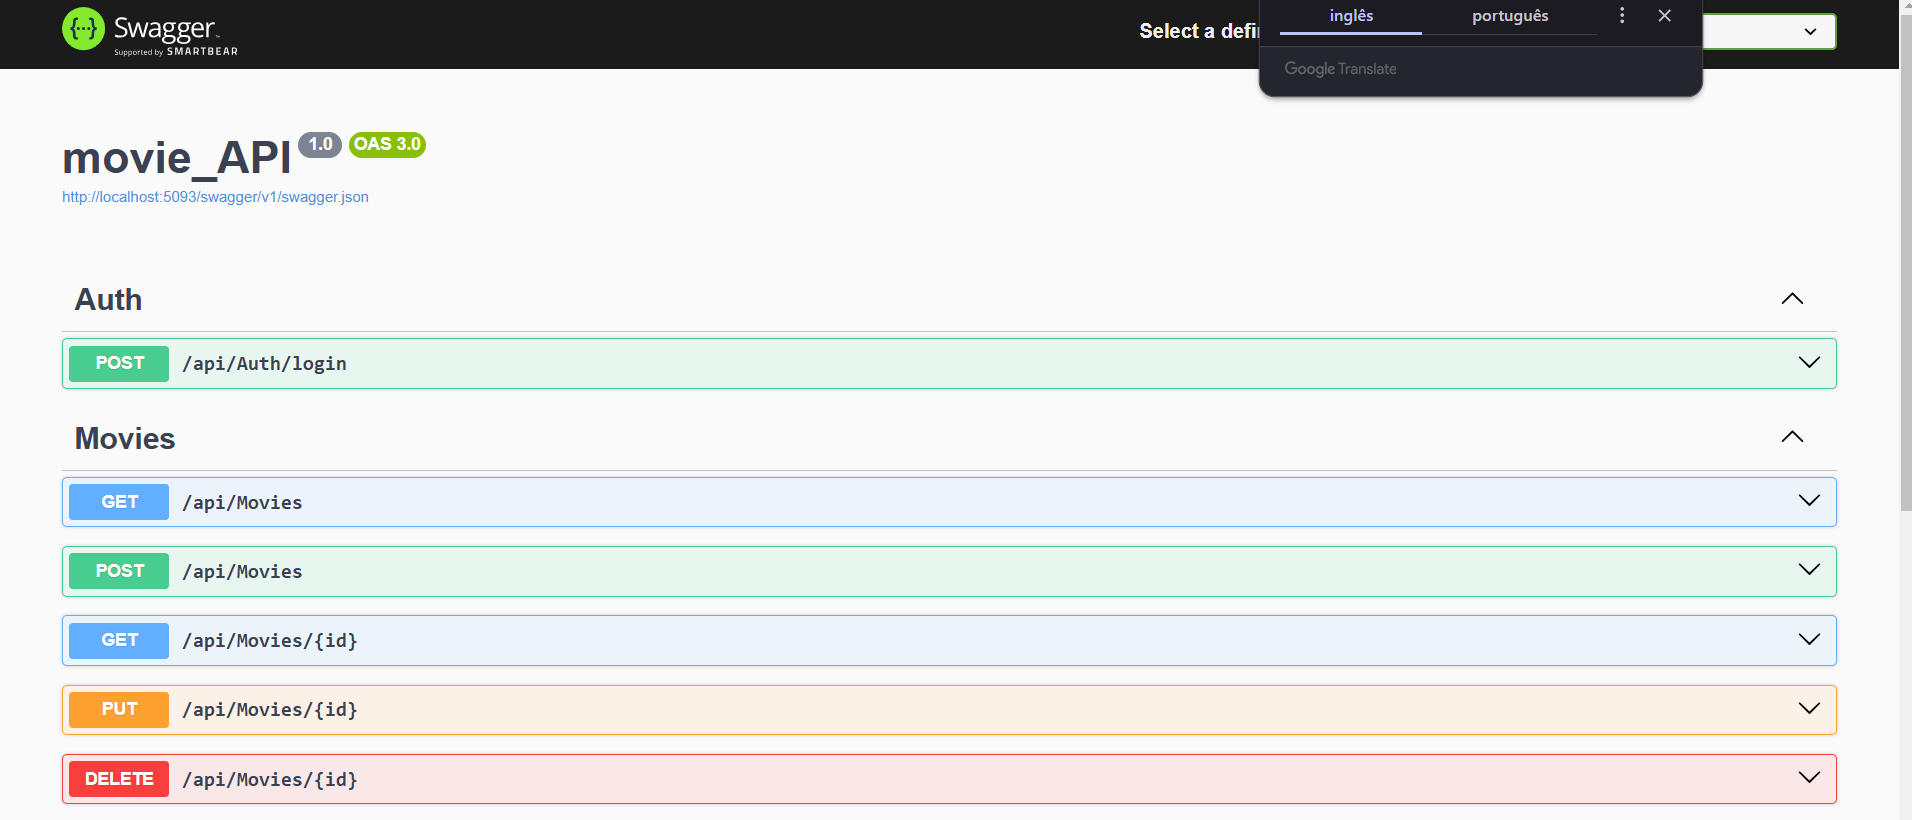 Swagger
Supported by SMARTBEAR
Select a defi
inglês
português
Google Translate
movie_API
1.0
OAS 3.0
http://localhost:5093/swagger/v1/swagger.json
Auth
POST /api/Auth/login
Movies
GET /api/Movies
POST /api/Movies
GET /api/Movies/{id}
PUT /api/Movies/{id}
DELETE /api/Movies/{id}